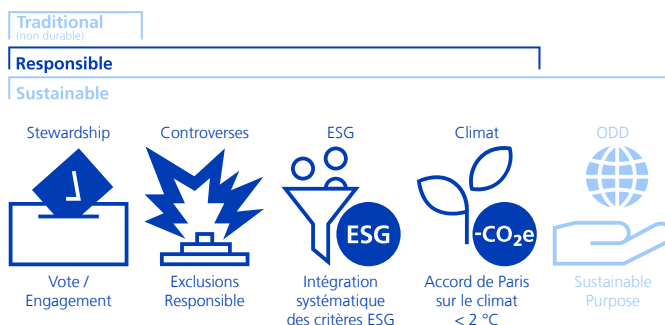 Traditional
(non durable)
Responsible
Sustainable
Stewardship
Controverses
ESG
Climat
ODD
ESG
-CO₂e
Vote /
Engagement
Exclusions
Responsible
Intégration
systématique
des critères ESG
Accord de Paris
sur le climat
< 2 °C
Sustainable
Purpose